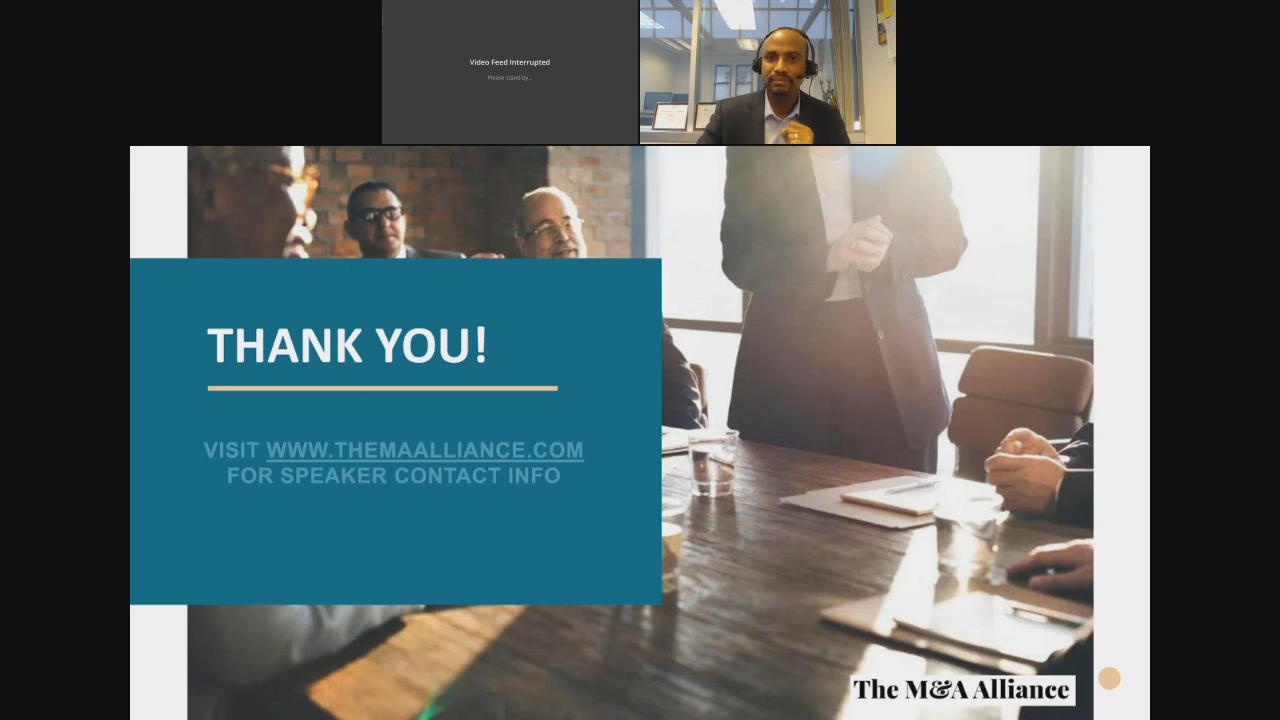 Video Feed Interrupted
Please stand by...
THANK YOU!
VISIT WWW.THEMAALLIANCE.COM
FOR SPEAKER CONTACT INFO
The M&A Alliance